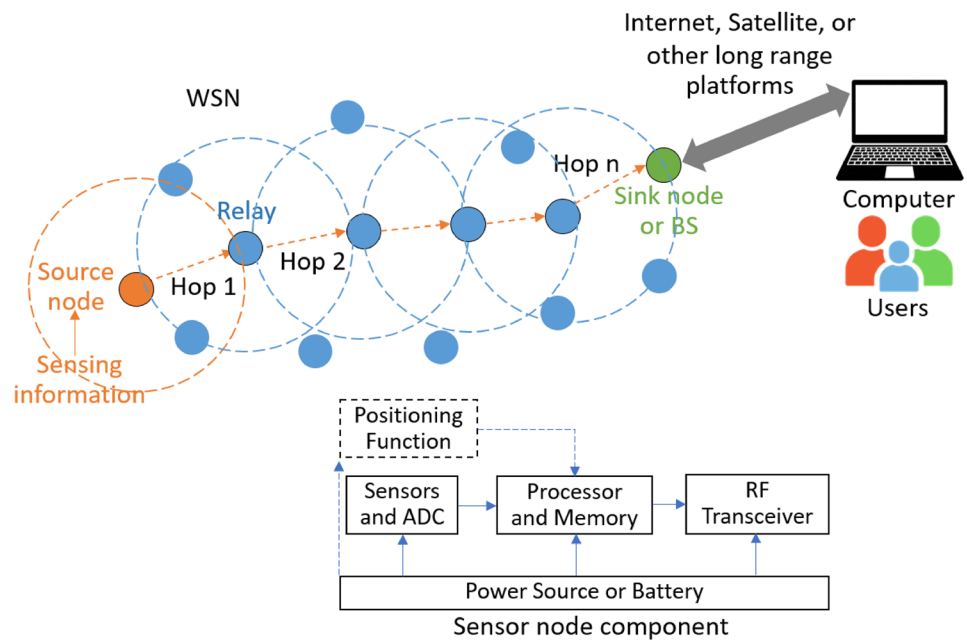 Internet, Satellite, or
other long range
platforms
WSN
Hop n
Relay
Sink node
or BS
Computer
Hop 2
Source
node
Hop 1
Users
Sensing
information
Positioning
Function
Sensors
and ADC
Processor
and Memory
RF
Transceiver
Power Source or Battery
Sensor node component